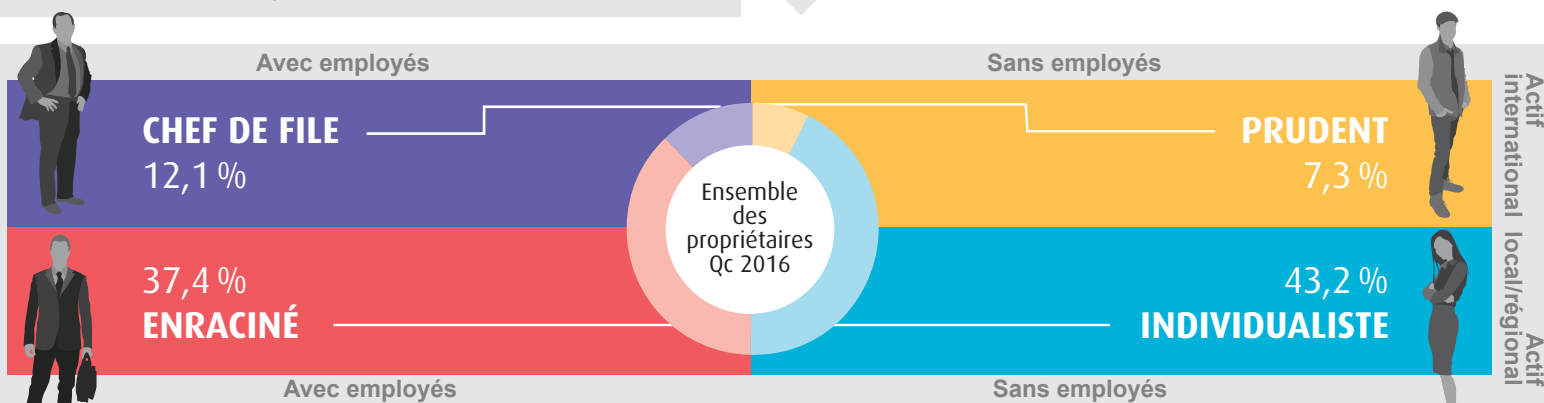 Avec employés
Sans employés
CHEF DE FILE
12,1 %
PRUDENT
7,3 %
Actif
international
Ensemble
des
propriétaires
Qc 2016
37,4 %
ENRACINÉ
43,2 %
INDIVIDUALISTE
Actif
local/régional
Avec employés
Sans employés